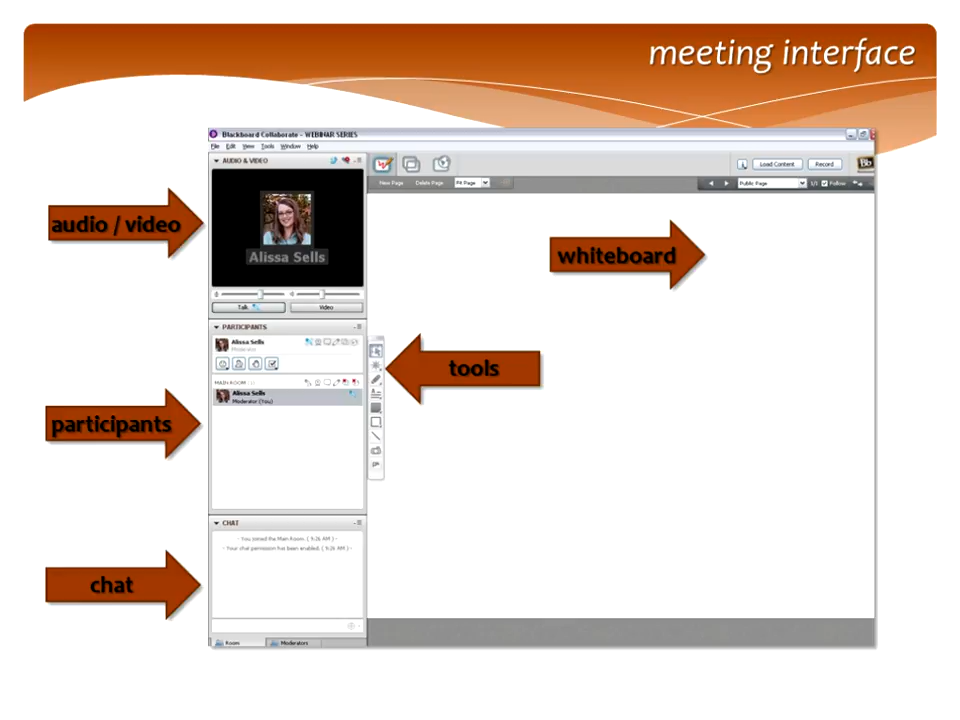 meeting interface
Blackboard Collaborate - WEBINAR SERIES
File Edit View Tools Window Help
AUDIO & VIDEO
Load Content
Record
Bb
New Page
Delete Page
Fit Page
Public Page
1/1
Follow
audio / video
Alissa Sells
whiteboard
Talk
Video
PARTICIPANTS
Alissa Sells
Moderator
tools
MAIN ROOM
Alissa Sells
Moderator (You)
participants
CHAT
- You joined the Main Room. ( 9:26 AM ) -
- Your chat permission has been enabled. ( 9:26 AM ) -
chat
Room
Moderators